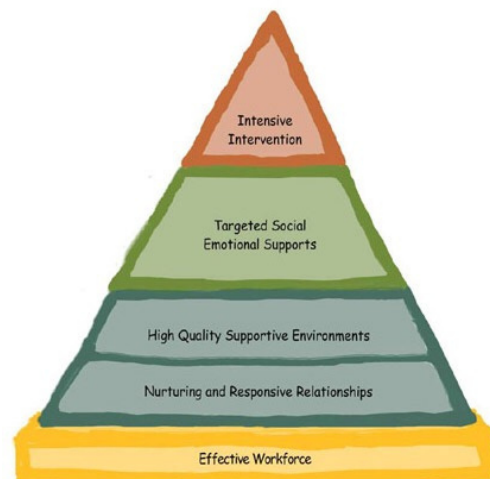 Intensive
Intervention
Targeted Social
Emotional Supports
High Quality Supportive Environments
Nurturing and Responsive Relationships
Effective Workforce